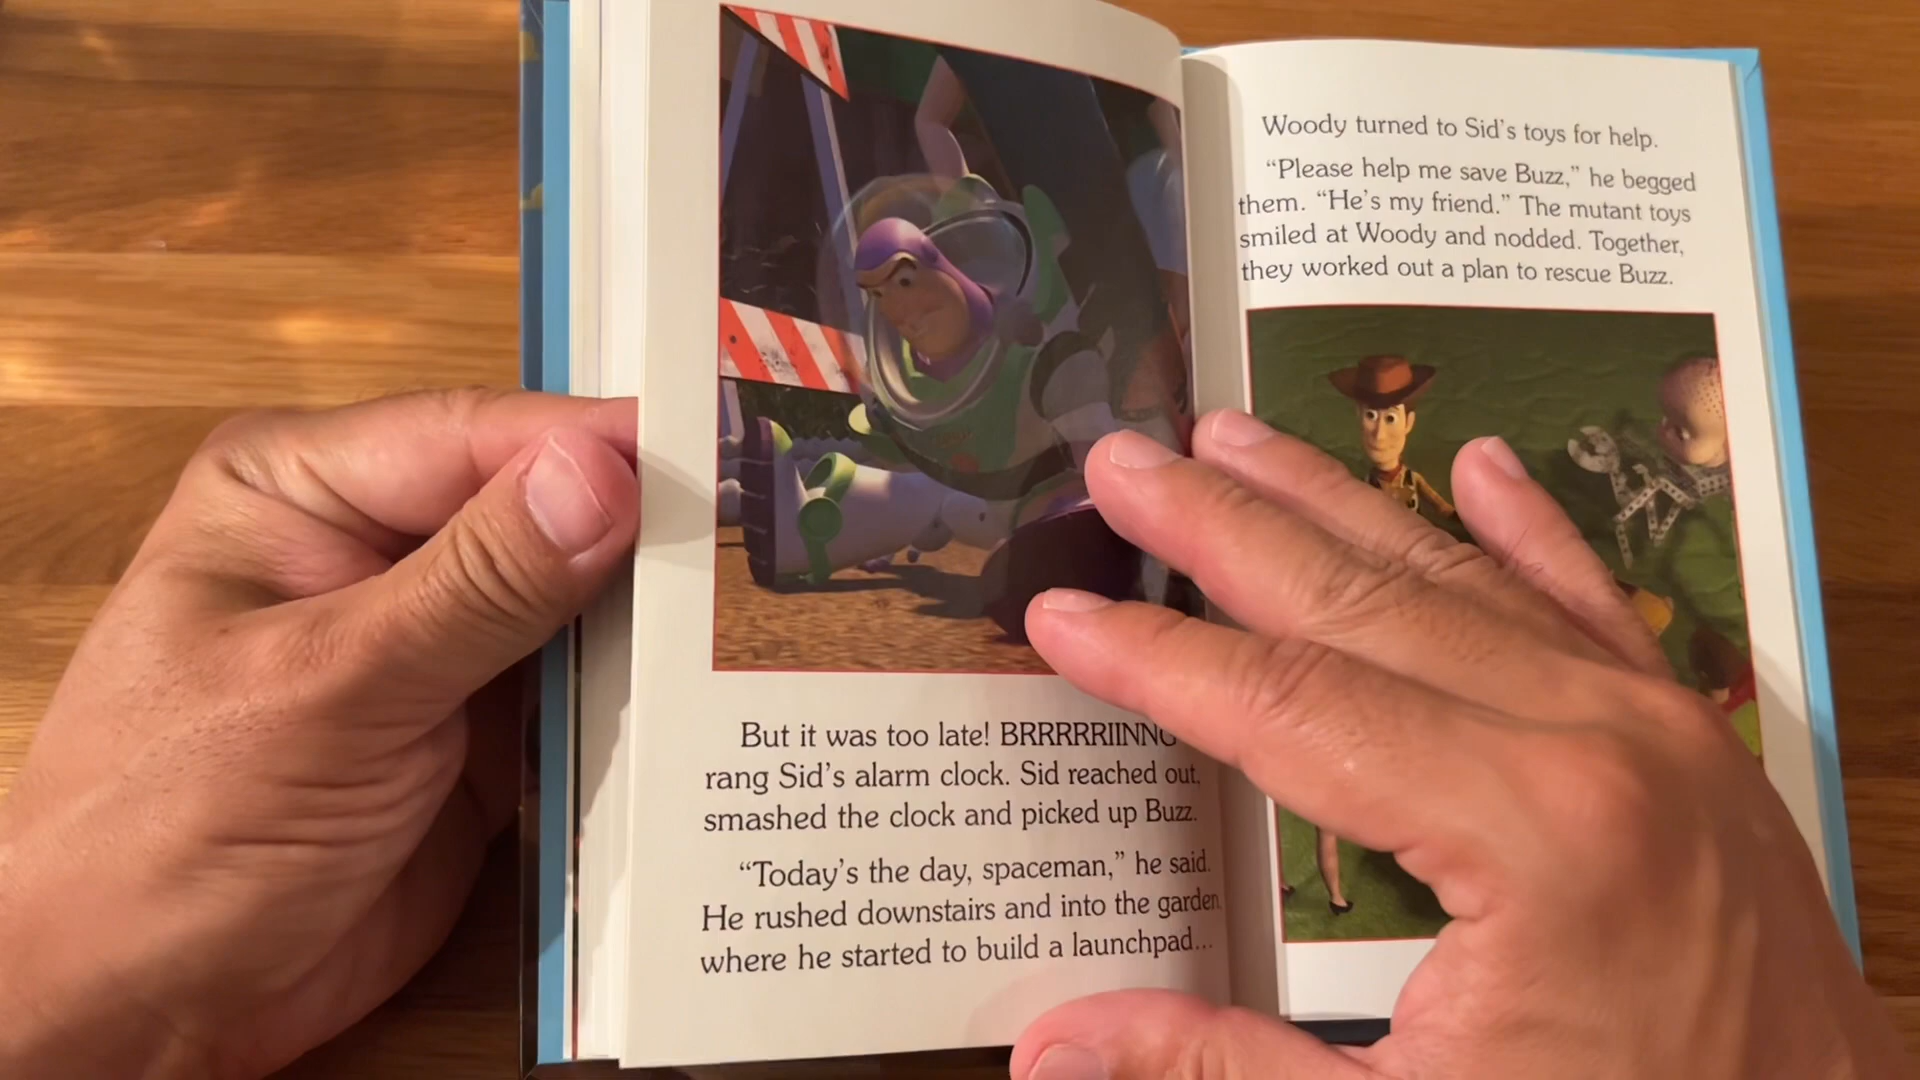 But it was too late! BRRRRRIINNG
rang Sid's alarm clock. Sid reached out,
smashed the clock and picked up Buzz.
“Today's the day, spaceman,” he said.
He rushed downstairs and into the garden
where he started to build a launchpad...
Woody turned to Sid's toys for help.
“Please help me save Buzz,” he begged
them. “He's my friend.” The mutant toys
smiled at Woody and nodded. Together,
they worked out a plan to rescue Buzz.